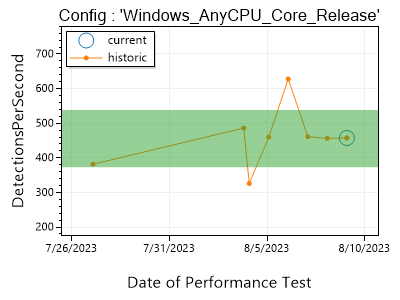 Config : 'Windows_AnyCPU_Core_Release'
current
historic
DetectionsPerSecond
700
600
500
400
300
200
7/26/2023
7/31/2023
8/5/2023
8/10/2023
Date of Performance Test